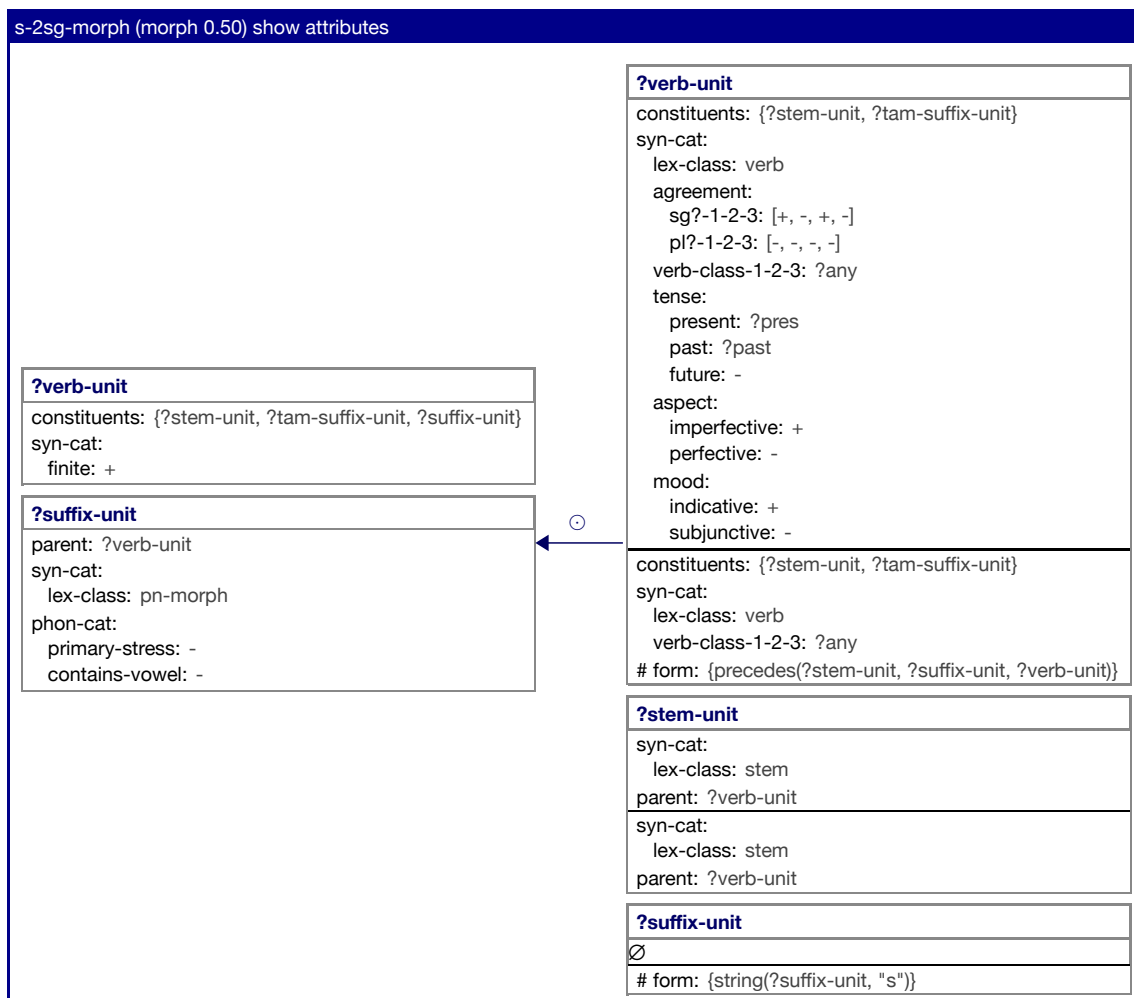 s-2sg-morph (morph 0.50) show attributes
?verb-unit
constituents: {?stem-unit, ?tam-suffix-unit, ?suffix-unit}
syn-cat:
finite: +
?suffix-unit
parent: ?verb-unit
syn-cat:
lex-class: pn-morph
phon-cat:
primary-stress: -
contains-vowel: -
⊙
?verb-unit
constituents: {?stem-unit, ?tam-suffix-unit}
syn-cat:
lex-class: verb
agreement:
sg?-1-2-3: [+, -, +, -]
pl?-1-2-3: [-, -, -, -]
verb-class-1-2-3: ?any
tense:
present: ?pres
past: ?past
future: -
aspect:
imperfective: +
perfective: -
mood:
indicative: +
subjunctive: -
constituents: {?stem-unit, ?tam-suffix-unit}
syn-cat:
lex-class: verb
verb-class-1-2-3: ?any
# form: {precedes(?stem-unit, ?suffix-unit, ?verb-unit)}
?stem-unit
syn-cat:
lex-class: stem
parent: ?verb-unit
syn-cat:
lex-class: stem
parent: ?verb-unit
?suffix-unit
∅
# form: {string(?suffix-unit, "s")}